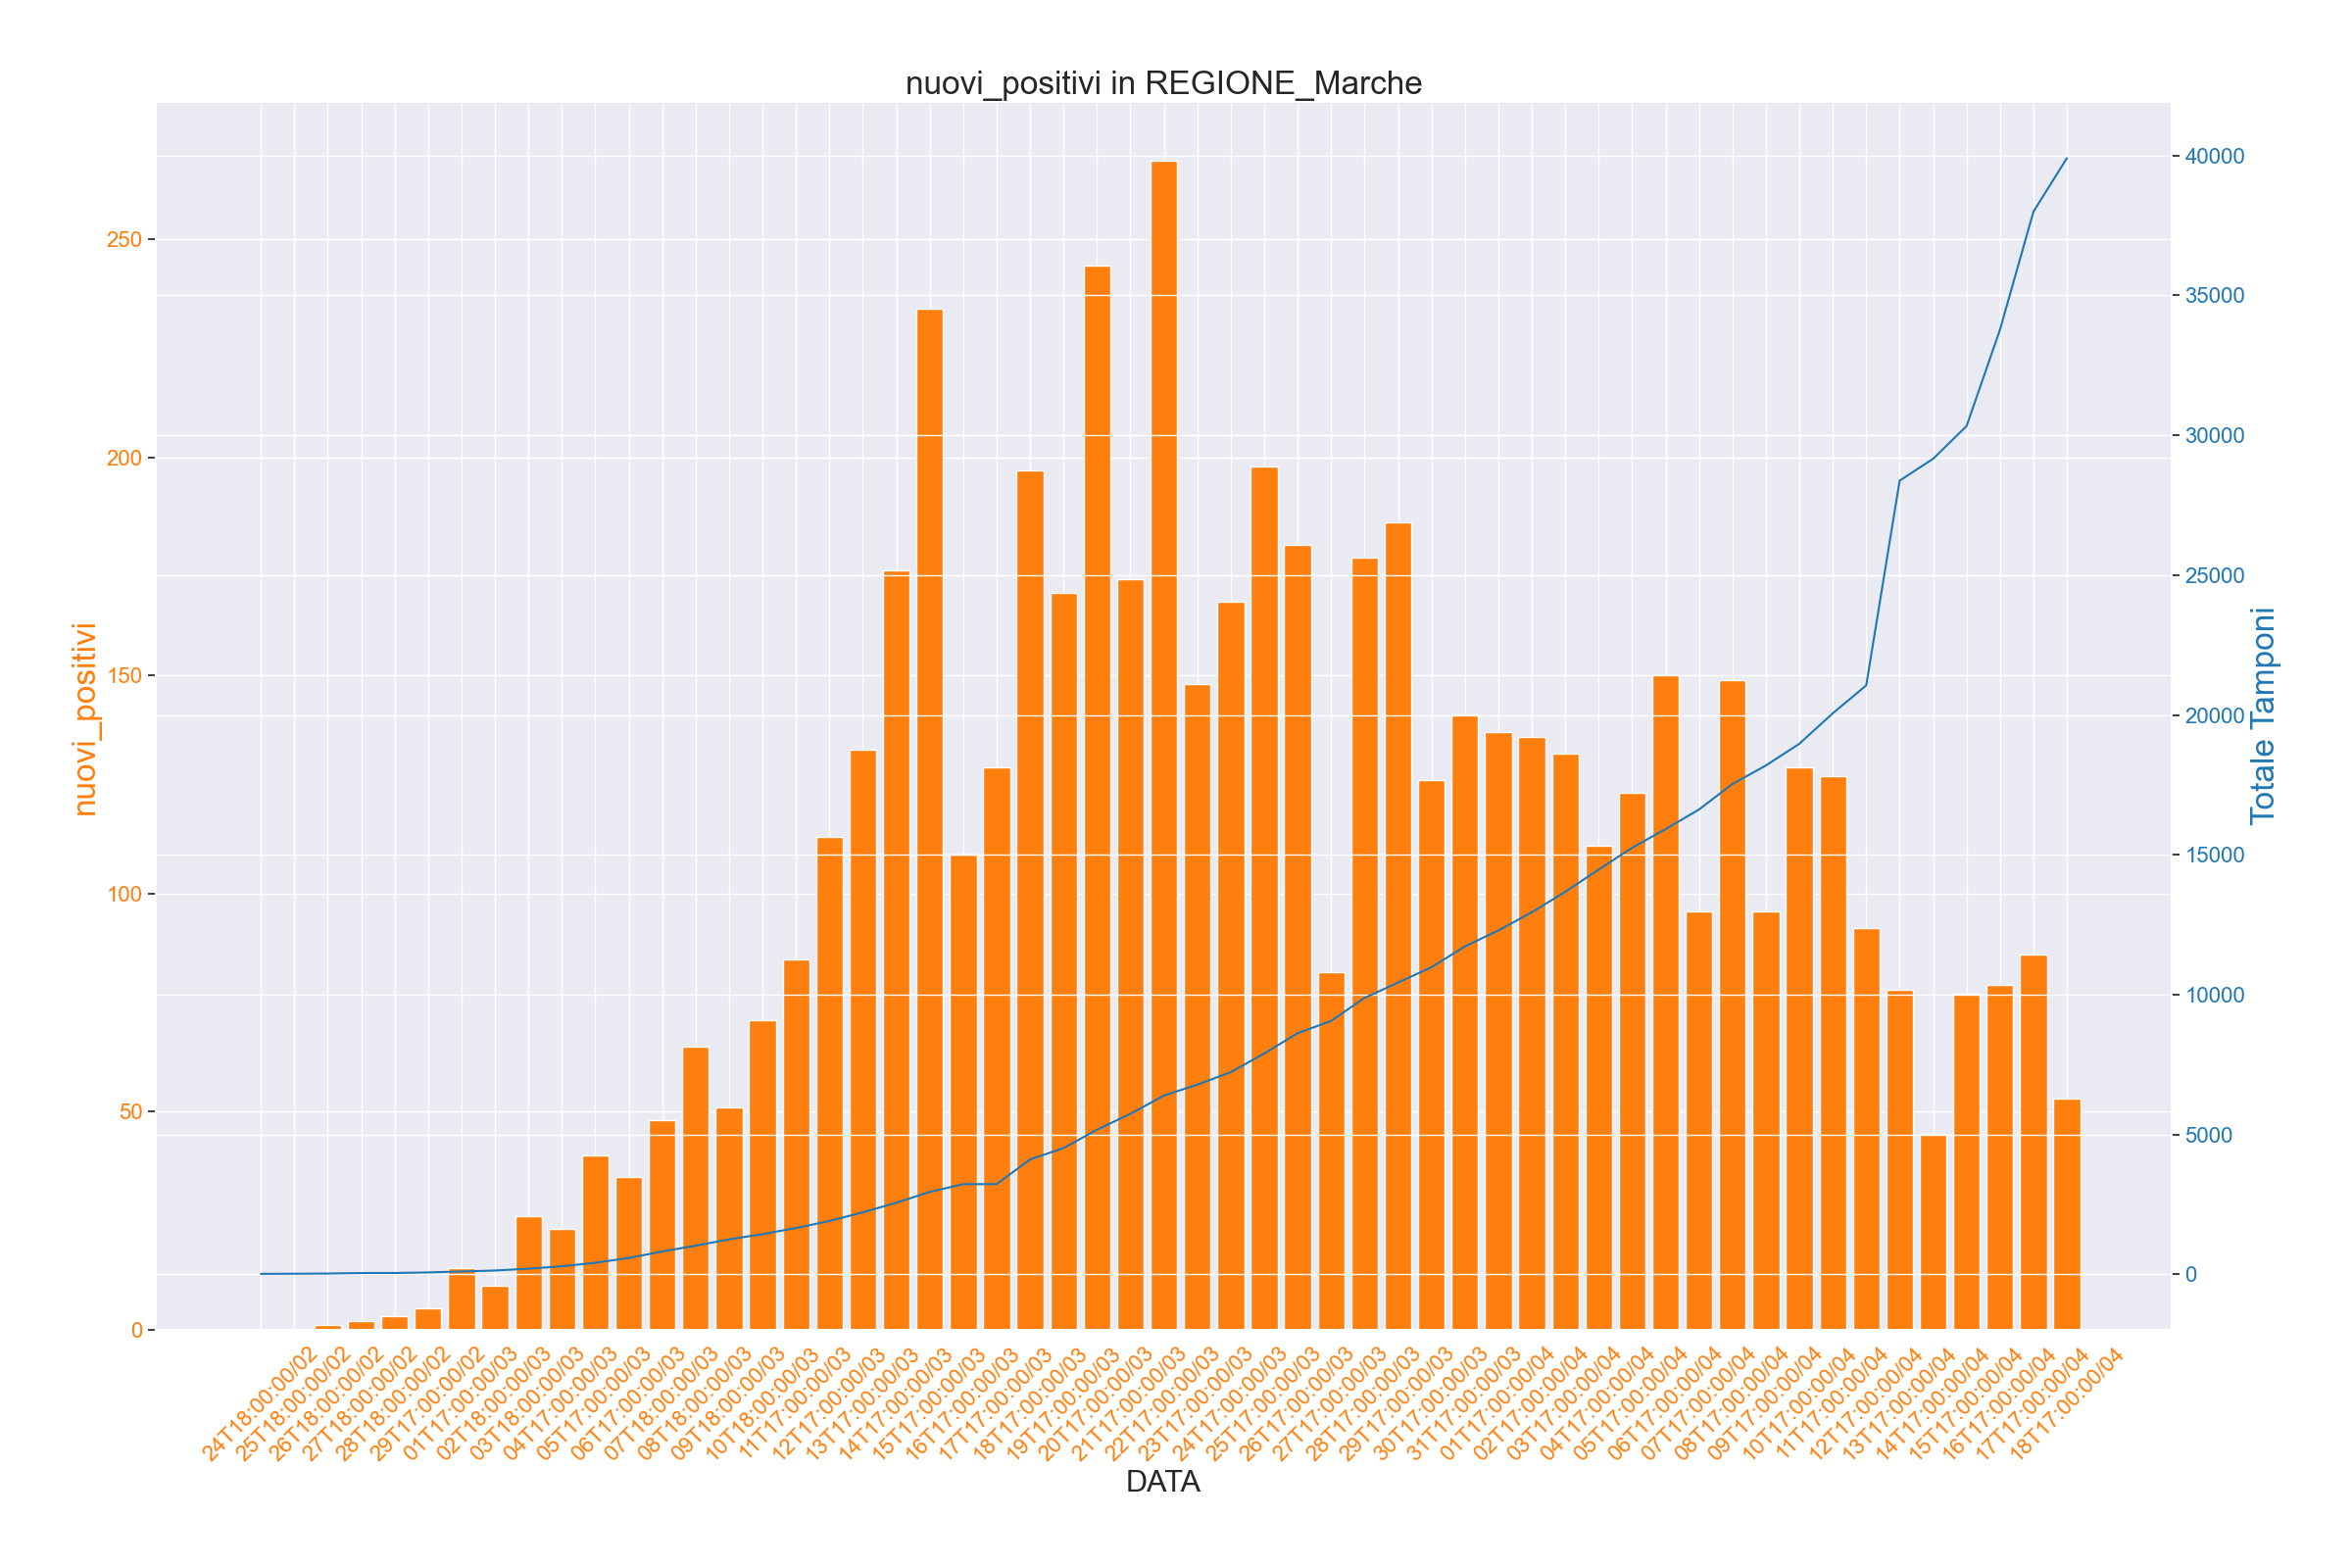 nuovi_positivi in REGIONE_Marche
nuovi_positivi
250
200
150
100
50
0
Totale Tamponi
40000
35000
30000
25000
20000
15000
10000
5000
0
24T18:00:00/02
25T18:00:00/02
26T18:00:00/02
27T18:00:00/02
28T18:00:00/02
29T17:00:00/02
01T17:00:00/03
02T18:00:00/03
03T18:00:00/03
04T17:00:00/03
05T17:00:00/03
06T17:00:00/03
07T18:00:00/03
08T18:00:00/03
09T18:00:00/03
10T18:00:00/03
11T17:00:00/03
12T17:00:00/03
13T17:00:00/03
14T17:00:00/03
15T17:00:00/03
16T17:00:00/03
17T17:00:00/03
18T17:00:00/03
19T17:00:00/03
20T17:00:00/03
21T17:00:00/03
22T17:00:00/03
23T17:00:00/03
24T17:00:00/03
25T17:00:00/03
26T17:00:00/03
27T17:00:00/03
28T17:00:00/03
29T17:00:00/03
30T17:00:00/03
31T17:00:00/03
01T17:00:00/04
02T17:00:00/04
03T17:00:00/04
04T17:00:00/04
05T17:00:00/04
06T17:00:00/04
07T17:00:00/04
08T17:00:00/04
09T17:00:00/04
10T17:00:00/04
11T17:00:00/04
12T17:00:00/04
13T17:00:00/04
14T17:00:00/04
15T17:00:00/04
16T17:00:00/04
17T17:00:00/04
18T17:00:00/04
DATA